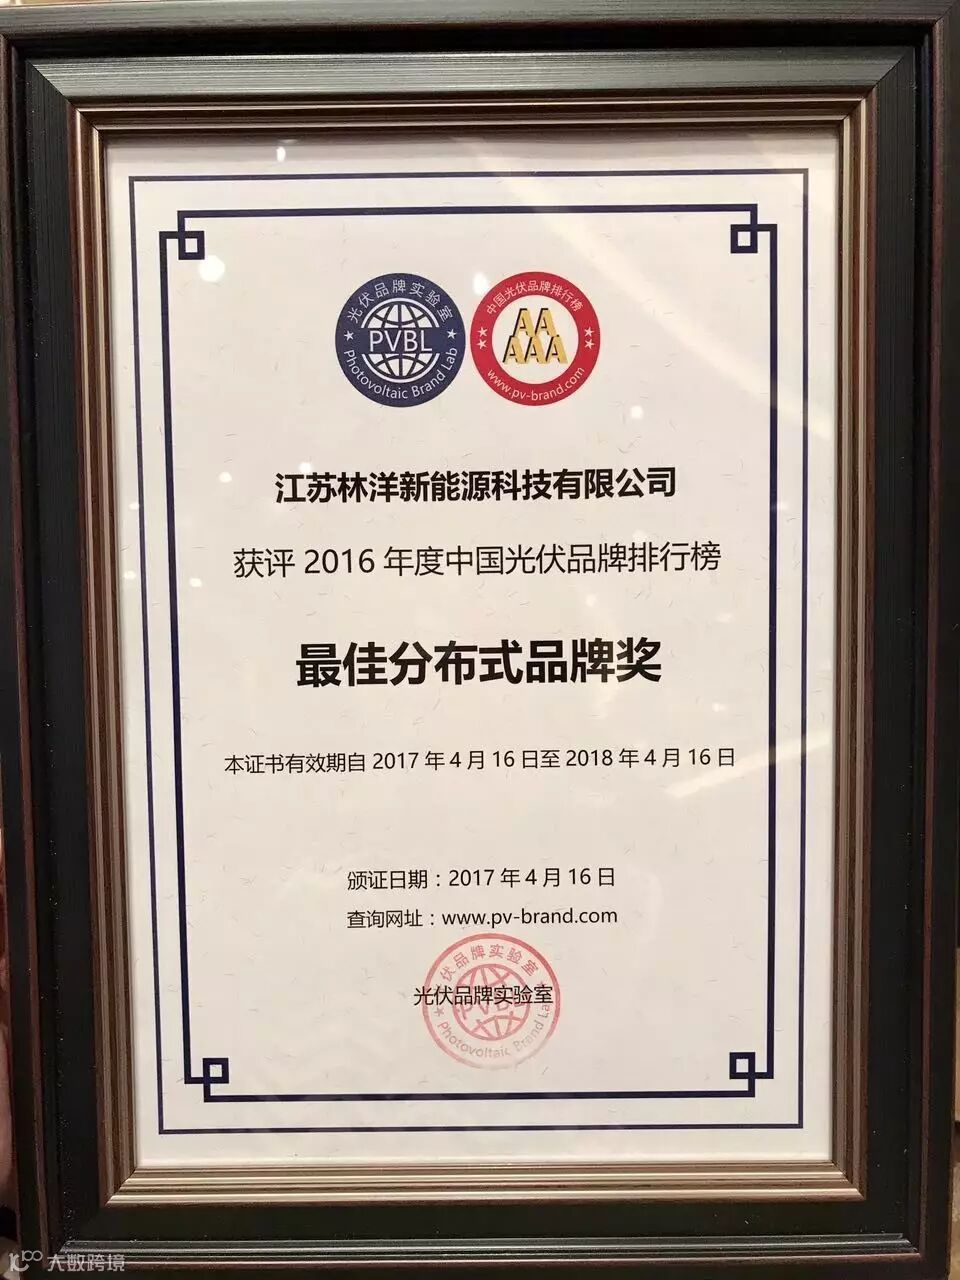 光伏品牌实验室
PVBL
Photovoltaic Brand Lab
中国光伏品牌排行榜
AA
AAA
www.pv-brand.com
江苏林洋新能源科技有限公司
获评 2016 年度中国光伏品牌排行榜
最佳分布式品牌奖
本证书有效期自 2017 年 4 月 16 日至 2018 年 4 月 16 日
颁证日期：2017 年 4 月 16 日
查询网址：www.pv-brand.com
光伏品牌实验室
光伏品牌实验室
PVBL
Photovoltaic Brand Lab
大数跨境